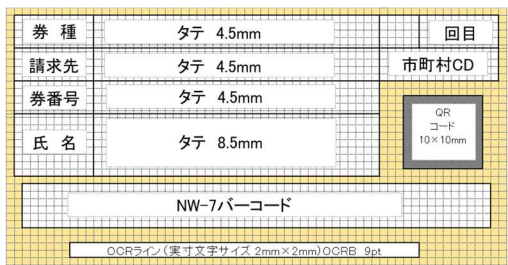 券 種 タテ 4.5mm 回目
請求先 タテ 4.5mm 市町村CD
券番号 タテ 4.5mm
氏 名 タテ 8.5mm
QR
コード
10×10mm
NW-7バーコード
OCRライン(実寸文字サイズ 2mm×2mm)OCRB 9pt